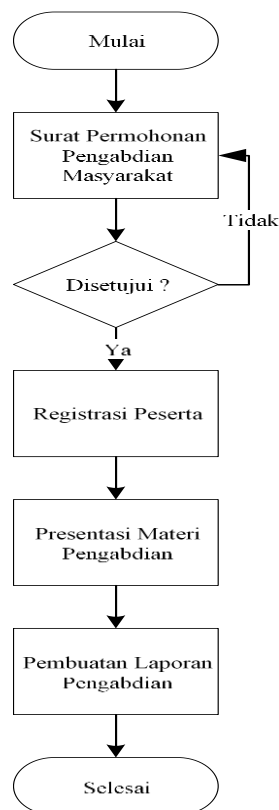 Mulai
Surat Permohonan
Pengabdian
Masyarakat
Tidak
Disetujui ?
Ya
Registrasi Peserta
Presentasi Materi
Pengabdian
Pembuatan Laporan
Pengabdian
Selesai